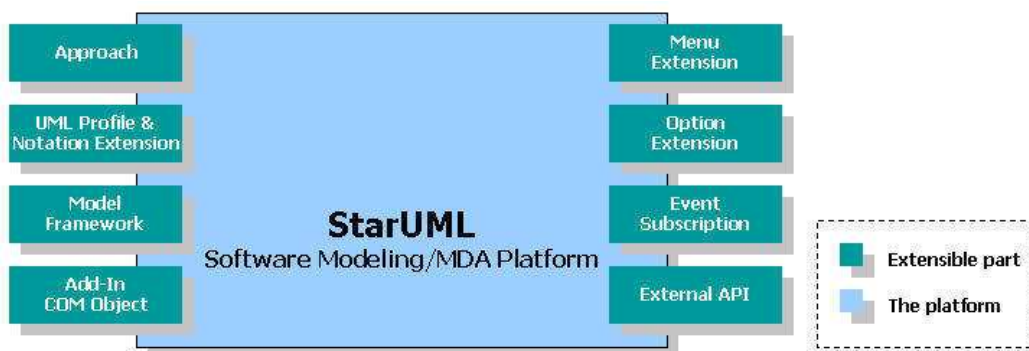 Approach
UML Profile &
Notation Extension
Model
Framework
Add-In
COM Object
StarUML
Software Modeling/MDA Platform
Menu
Extension
Option
Extension
Event
Subscription
External API
Extensible part
The platform